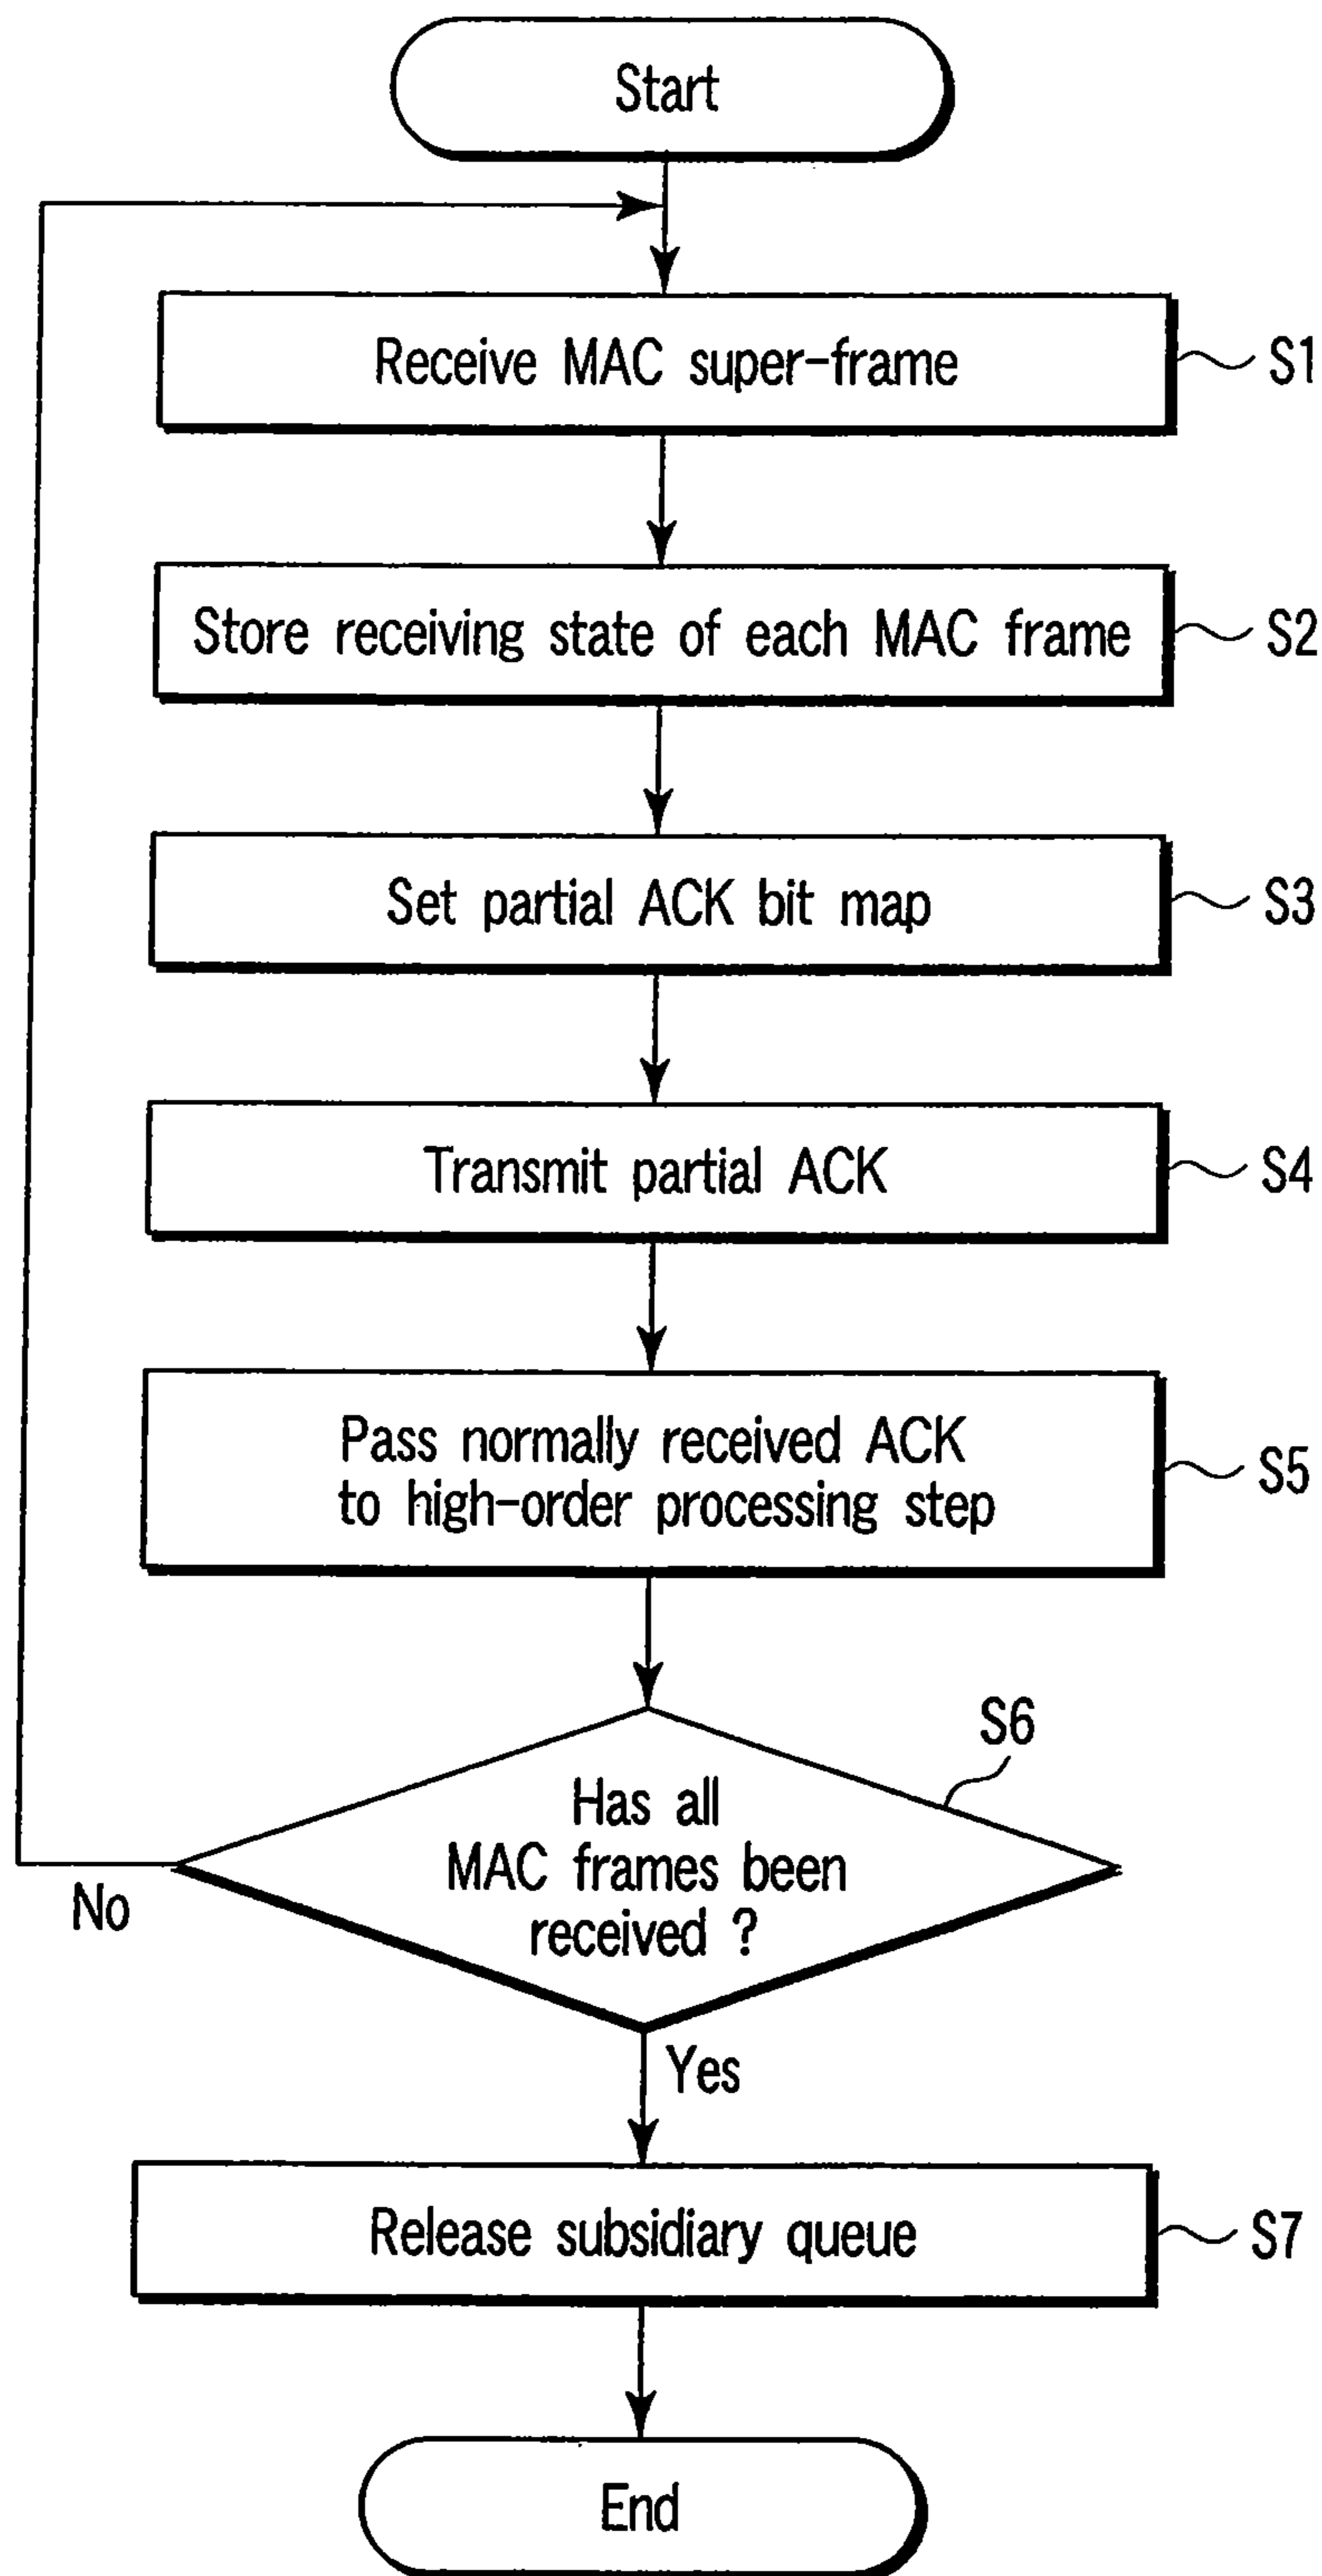 Start
Receive MAC super-frame
S1
Store receiving state of each MAC frame
S2
Set partial ACK bit map
S3
Transmit partial ACK
S4
Pass normally received ACK
to high-order processing step
S5
S6
Has all
MAC frames been
received ?
No
Yes
Release subsidiary queue
S7
End